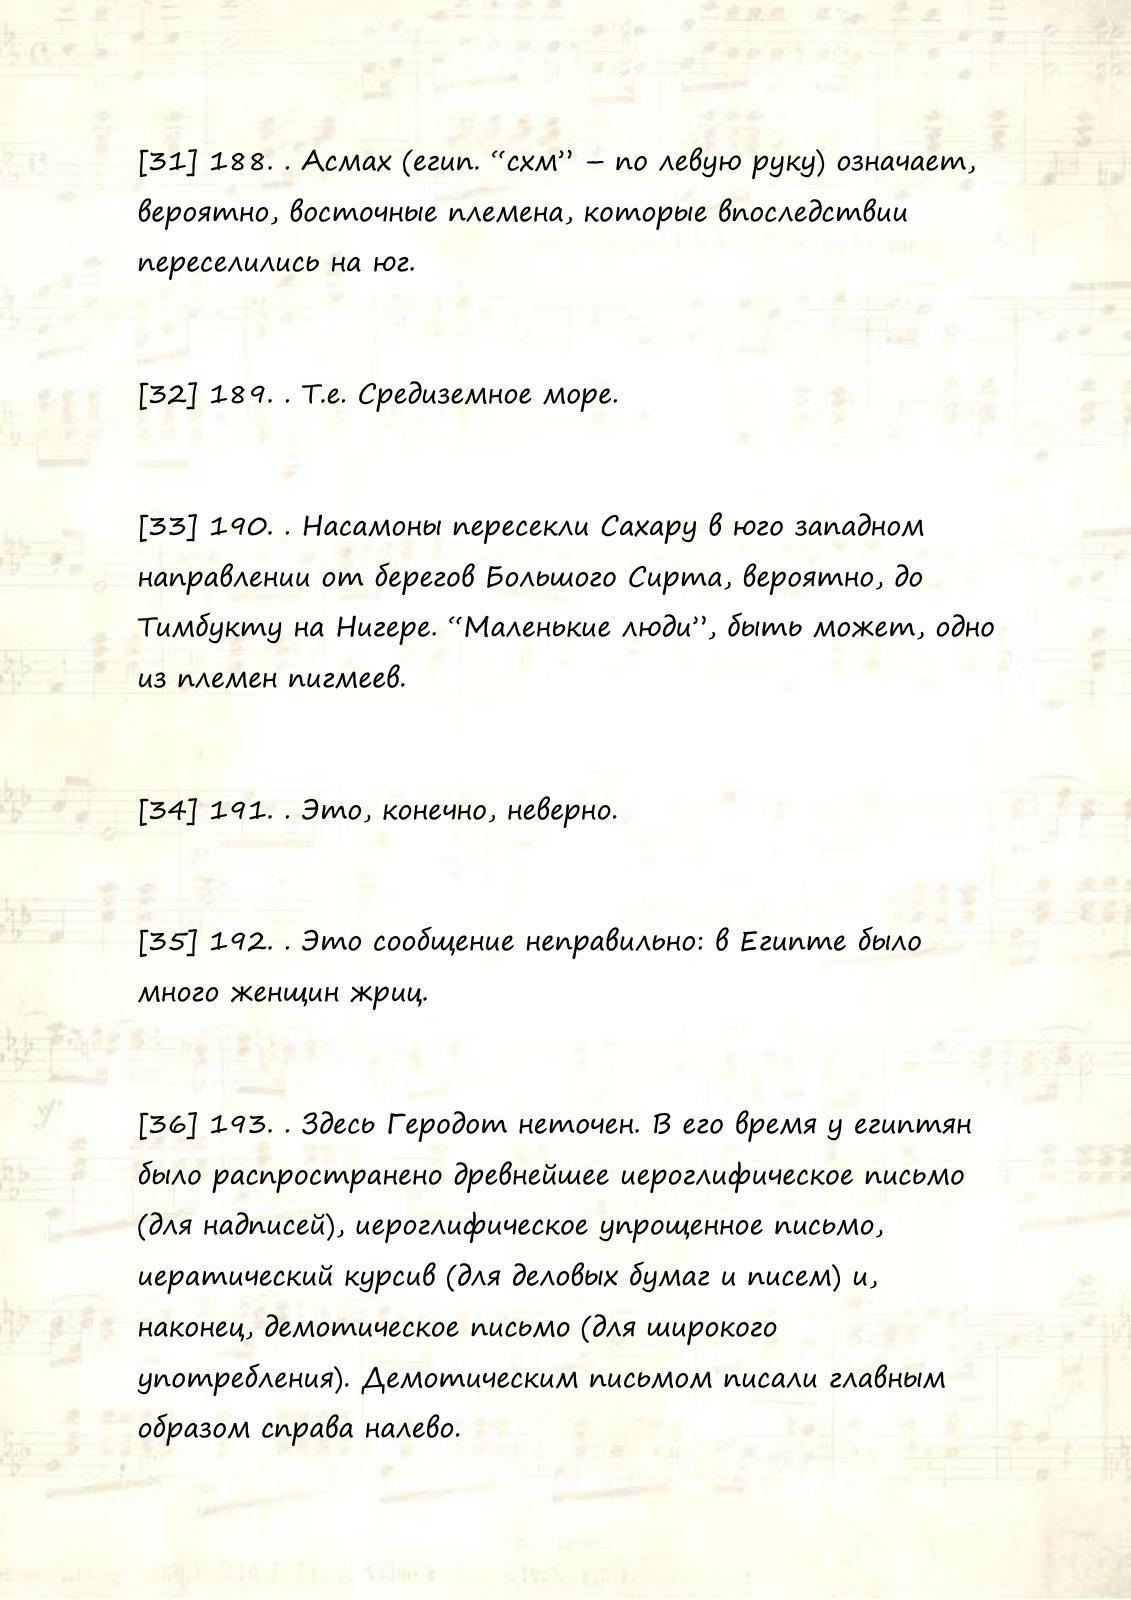 [31] 188. . Асмах (егип. “схм” – по левую руку) означает,
вероятно, восточные племена, которые впоследствии
переселились на юг.
[32] 189. . Т.е. Средиземное море.
[33] 190. . Насамоны пересекли Сахару в юго западном
направлении от берегов Большого Сирта, вероятно, до
Тимбукту на Нигере. “Маленькие люди”, быть может, одно
из племен пигмеев.
[34] 191. . Это, конечно, неверно.
[35] 192. . Это сообщение неправильно: в Египте было
много женщин жриц.
[36] 193. . Здесь Геродот неточен. В его время у египтян
было распространено древнейшее иероглифическое письмо
(для надписей), иероглифическое упрощенное письмо,
иератический курсив (для деловых бумаг и писем) и,
наконец, демотическое письмо (для широкого
употребления). Демотическим письмом писали главным
образом справа налево.